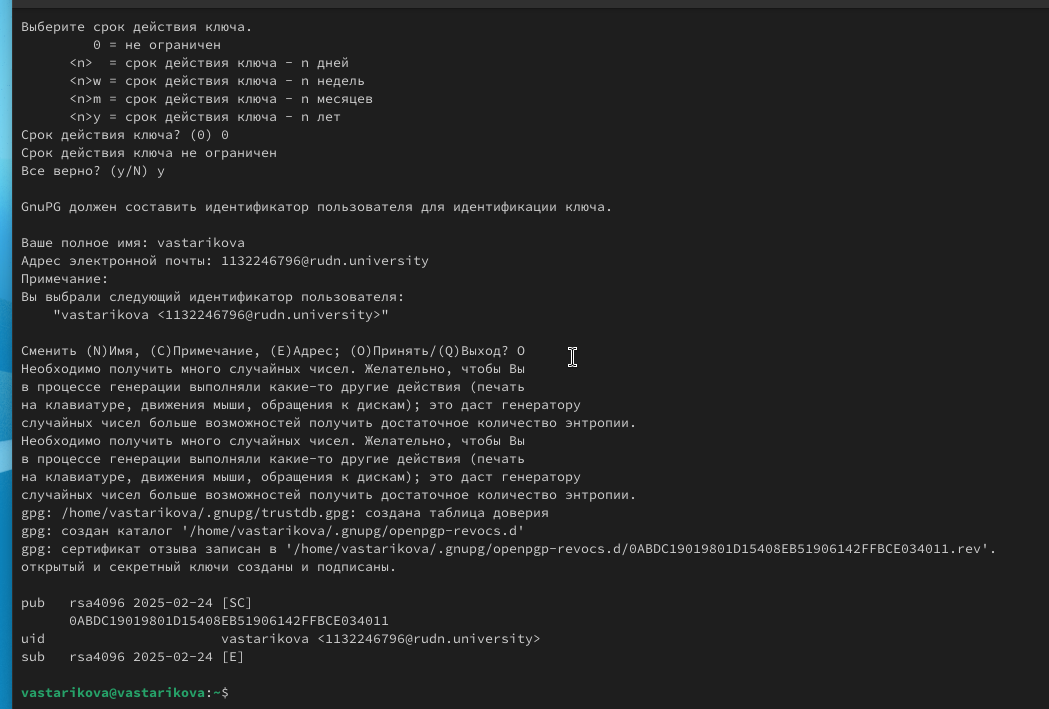 Выберите срок действия ключа.
         0 = не ограничен
      <n>  = срок действия ключа - n дней
      <n>w = срок действия ключа - n недель
      <n>m = срок действия ключа - n месяцев
      <n>y = срок действия ключа - n лет
Срок действия ключа? (0) 0
Срок действия ключа не ограничен
Все верно? (y/N) y

GnuPG должен составить идентификатор пользователя для идентификации ключа.

Ваше полное имя: vastarikova
Адрес электронной почты: 1132246796@rudn.university
Примечание:
Вы выбрали следующий идентификатор пользователя:
    "vastarikova <1132246796@rudn.university>"

Сменить (N)Имя, (C)Примечание, (E)Адрес; (O)Принять/(Q)Выход? O
Необходимо получить много случайных чисел. Желательно, чтобы Вы
в процессе генерации выполняли какие-то другие действия (печать
на клавиатуре, движения мыши, обращения к дискам); это даст генератору
случайных чисел больше возможностей получить достаточное количество энтропии.
Необходимо получить много случайных чисел. Желательно, чтобы Вы
в процессе генерации выполняли какие-то другие действия (печать
на клавиатуре, движения мыши, обращения к дискам); это даст генератору
случайных чисел больше возможностей получить достаточное количество энтропии.
gpg: /home/vastarikova/.gnupg/trustdb.gpg: создана таблица доверия
gpg: создан каталог '/home/vastarikova/.gnupg/openpgp-revocs.d'
gpg: сертификат отзыва записан в '/home/vastarikova/.gnupg/openpgp-revocs.d/0ABDC19019801D15408EB51906142FFBCE034011.rev'.
открытый и секретный ключи созданы и подписаны.

pub   rsa4096 2025-02-24 [SC]
      0ABDC19019801D15408EB51906142FFBCE034011
uid                      vastarikova <1132246796@rudn.university>
sub   rsa4096 2025-02-24 [E]

vastarikova@vastarikova:~$